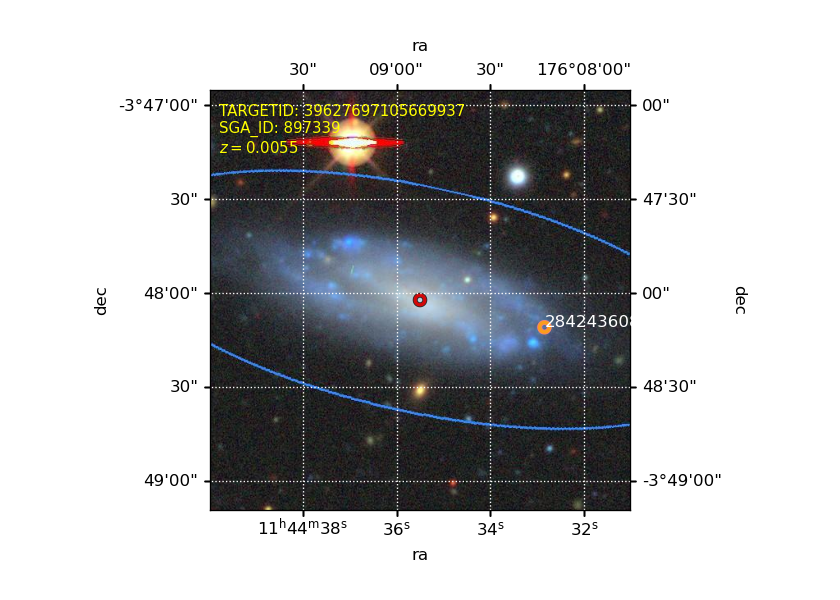 ra
30" 09'00" 30" 176°08'00"
-3°47'00" 00"
TARGETID: 39627697105669937
SGA_ID: 897339
z = 0.0055
30" 47'30"
48'00" 00"
dec dec
28424360
30" 48'30"
49'00" -3°49'00"
11ʰ44ᵐ38ˢ 36ˢ 34ˢ 32ˢ
ra